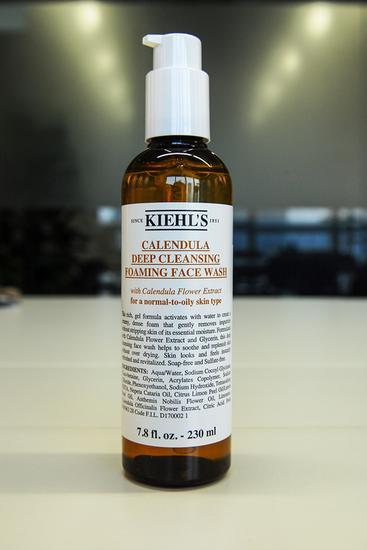 SINCE KIEHL'S 1851
CALENDULA
DEEP CLEANSING
FOAMING FACE WASH
with Calendula Flower Extract
for a normal-to-oily skin type
rich, gel formula activates with water to create
dense foam that gently removes
without stripping skin of its essential moisture. Formulated
with Calendula Flower Extract and Glycerin, this
cleansing face wash helps to soothe and replenish
without over drying. Skin looks and feels
and revitalized. Soap-free and Sulfate-free.
INGREDIENTS: Aqua/Water, Sodium Cocoyl
Glycerin, Acrylates Copolymer,
Phenoxyethanol, Sodium Hydroxide,
Nepeta Cataria Oil, Citrus Limon Peel Oil
Oil, Anthemis Nobilis Flower Oil,
Calendula Officinalis Flower Extract, Citric Acid
Code F.I.L. D170002 1
7.8 fl. oz. - 230 ml